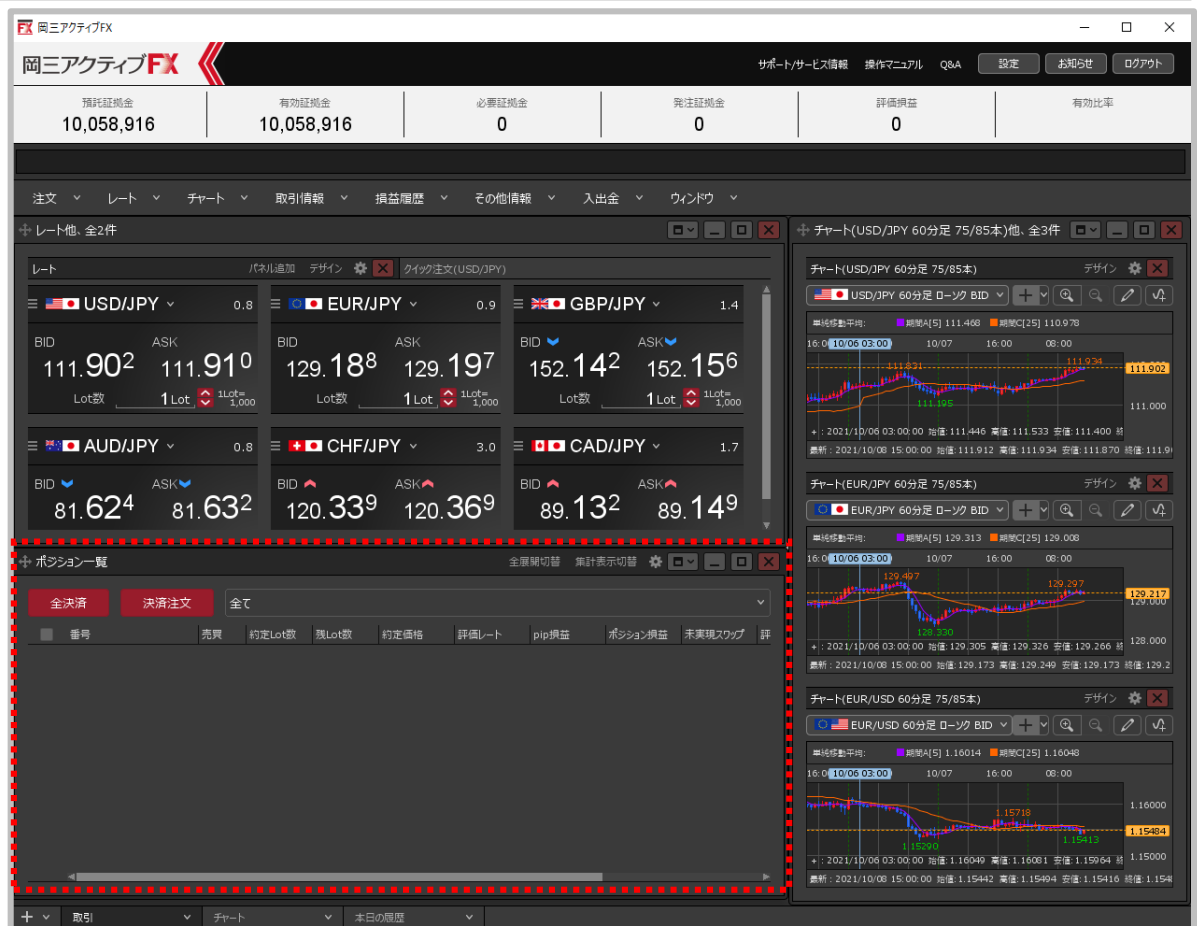 FX 岡三アクティブFX
岡三アクティブFX サポート/サービス情報 操作マニュアル Q&A 設定 お知らせ ログアウト
預託証拠金 有効証拠金 必要証拠金 発注証拠金 評価損益 有効比率
10,058,916 10,058,916 0 0 0
注文 レート チャート 取引情報 損益履歴 その他情報 入出金 ウィンドウ
レート他、全2件
レート パネル追加 デザイン クイック注文(USD/JPY)
USD/JPY 0.8 EUR/JPY 0.9 GBP/JPY 1.4
BID ASK BID ASK BID ASK
111.902 111.910 129.188 129.197 152.142 152.156
Lot数 1 Lot 1Lot=1,000 Lot数 1 Lot 1Lot=1,000 Lot数 1 Lot 1Lot=1,000
AUD/JPY 0.8 CHF/JPY 3.0 CAD/JPY 1.7
BID ASK BID ASK BID ASK
81.624 81.632 120.339 120.369 89.132 89.149
ポジション一覧 全展開切替 集計表示切替
全決済 決済注文 全て
番号 売買 約定Lot数 残Lot数 約定価格 評価レート pip損益 ポジション損益 未実現スワップ 評
チャート(USD/JPY 60分足 75/85本)他、全3件
チャート(USD/JPY 60分足 75/85本) デザイン
USD/JPY 60分足 ローソク BID
単純移動平均: 期間A[5] 111.468 期間C[25] 110.978
16:0 10/06 03:00 10/07 16:00 08:00
111.934
111.831
111.902
111.195
111.000
+ : 2021/10/06 03:00:00 始値:111.446 高値:111.533 安値:111.400 終
最新 : 2021/10/08 15:00:00 始値:111.912 高値:111.934 安値:111.870 終値:111.9
チャート(EUR/JPY 60分足 75/85本) デザイン
EUR/JPY 60分足 ローソク BID
単純移動平均: 期間A[5] 129.313 期間C[25] 129.008
16:0 10/06 03:00 10/07 16:00 08:00
129.497
129.297
129.217
129.000
128.330
128.000
+ : 2021/10/06 03:00:00 始値:129.305 高値:129.326 安値:129.266 終
最新 : 2021/10/08 15:00:00 始値:129.173 高値:129.249 安値:129.173 終値:129.2
チャート(EUR/USD 60分足 75/85本) デザイン
EUR/USD 60分足 ローソク BID
単純移動平均: 期間A[5] 1.16014 期間C[25] 1.16048
16:0 10/06 03:00 10/07 16:00 08:00
1.16000
1.15718
1.15484
1.15413
1.15290
1.15000
+ : 2021/10/06 03:00:00 始値:1.16049 高値:1.16081 安値:1.15964 終
最新 : 2021/10/08 15:00:00 始値:1.15442 高値:1.15494 安値:1.15416 終値:1.154
取引 チャート 本日の履歴